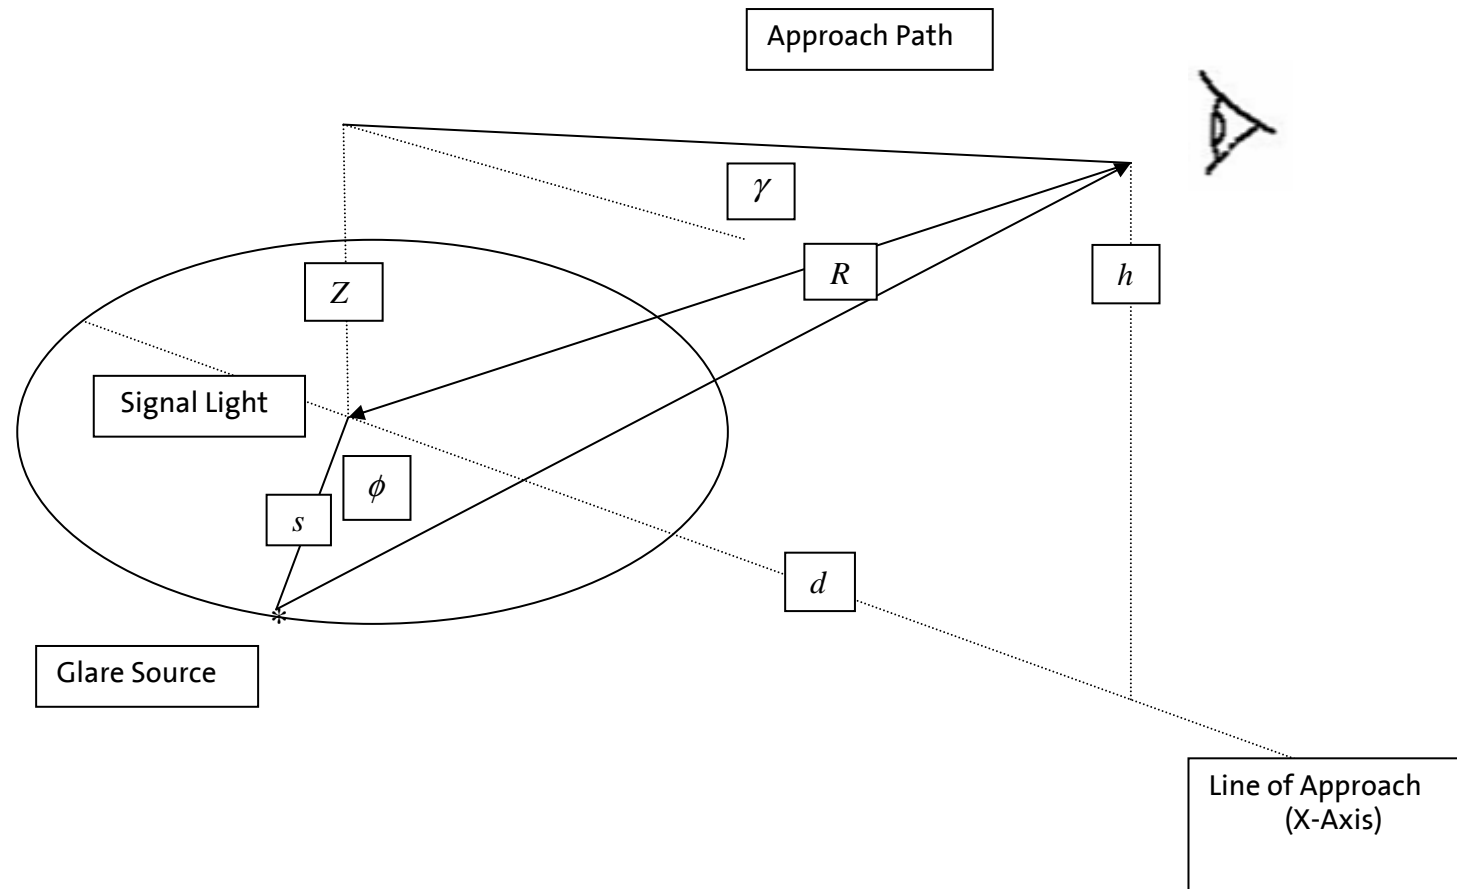 Approach Path
γ
R
h
Z
Signal Light
ϕ
s
d
*
Glare Source
Line of Approach
(X-Axis)